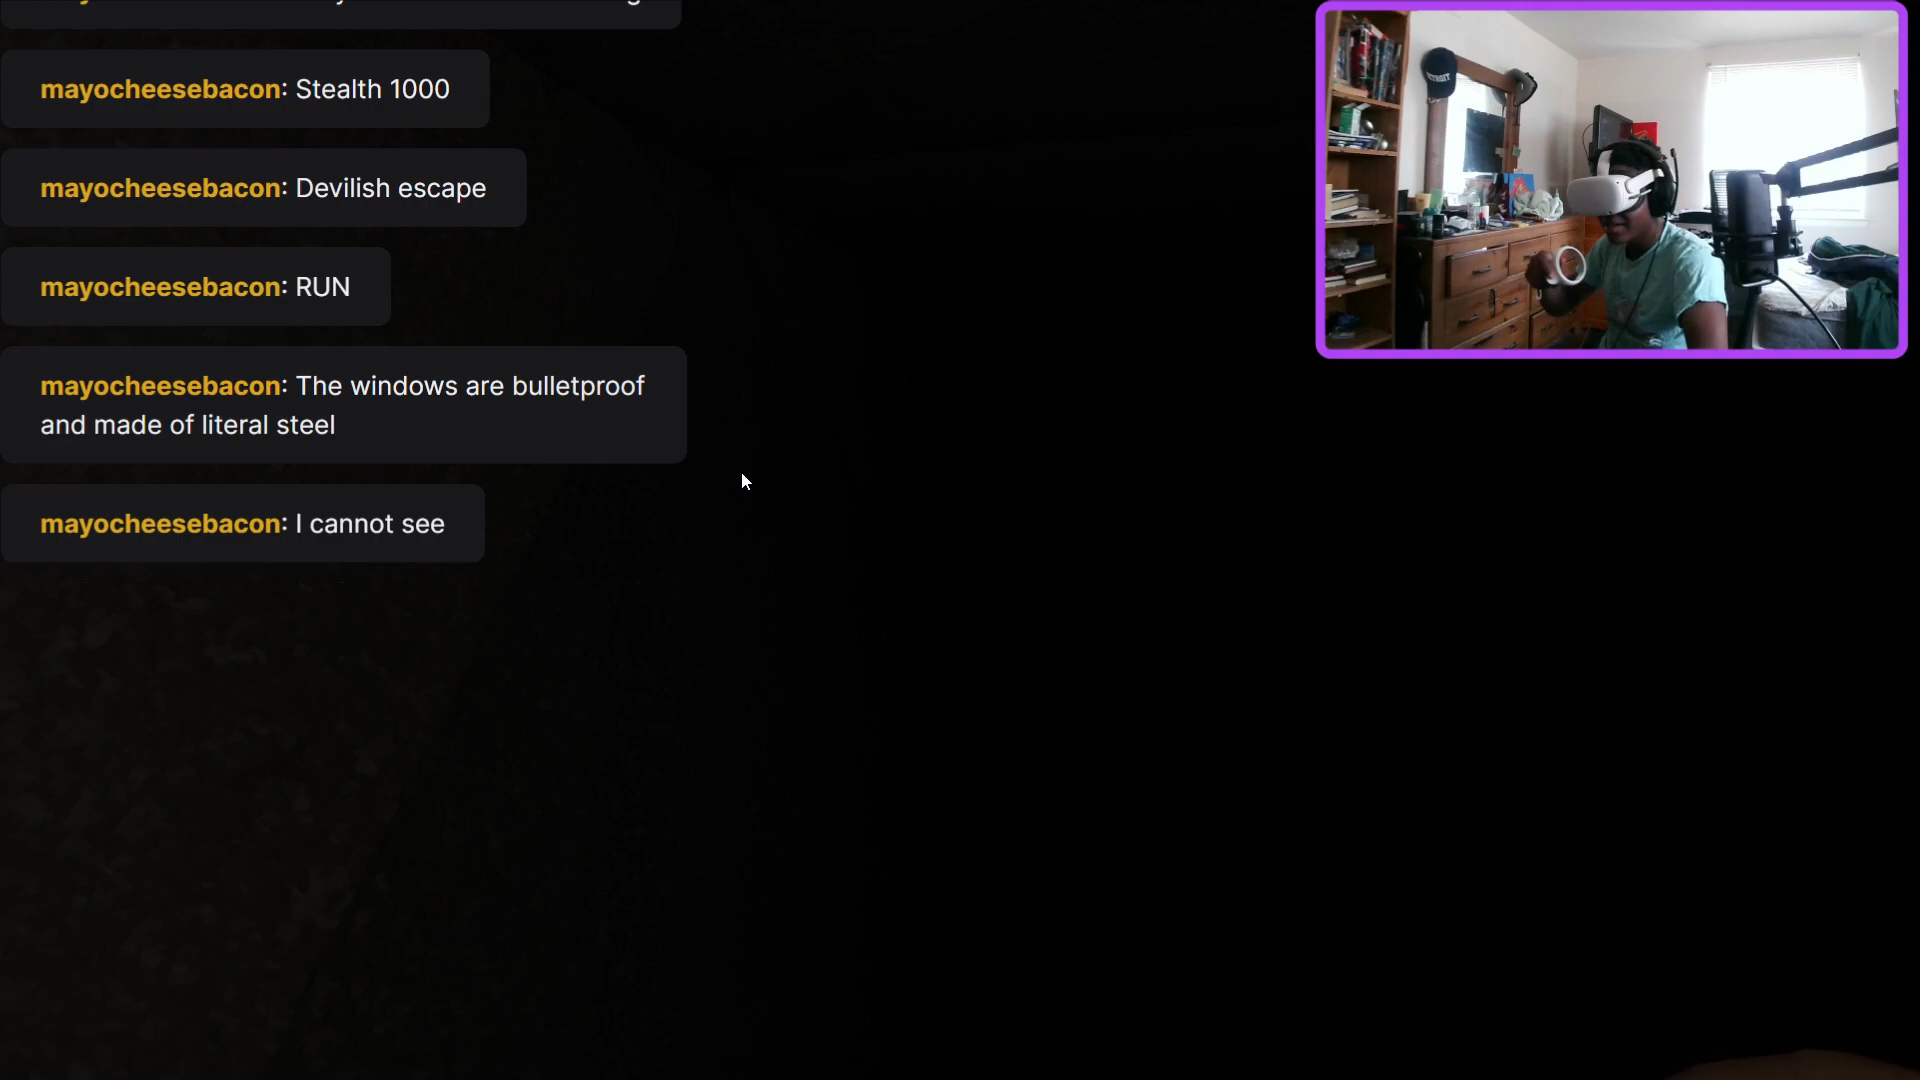 mayocheesebacon: Stealth 1000
mayocheesebacon: Devilish escape
mayocheesebacon: RUN
mayocheesebacon: The windows are bulletproof
and made of literal steel
mayocheesebacon: I cannot see
DETROIT